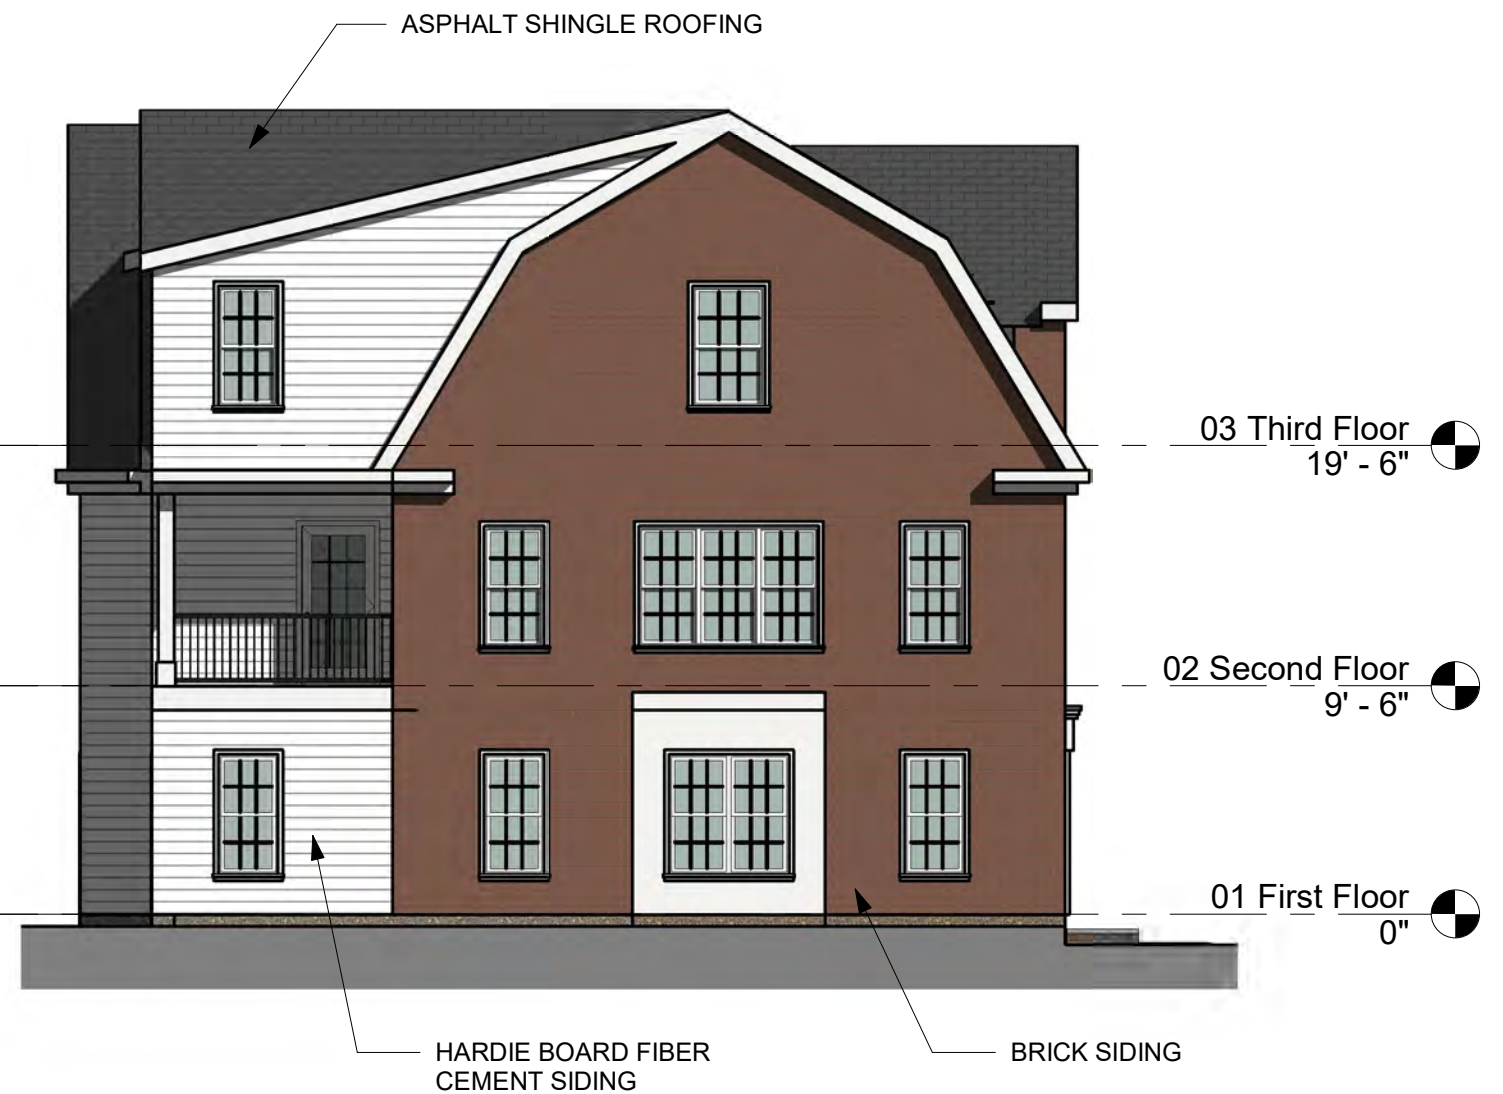 ASPHALT SHINGLE ROOFING
03 Third Floor
19' - 6"
02 Second Floor
9' - 6"
01 First Floor
0"
HARDIE BOARD FIBER
CEMENT SIDING
BRICK SIDING